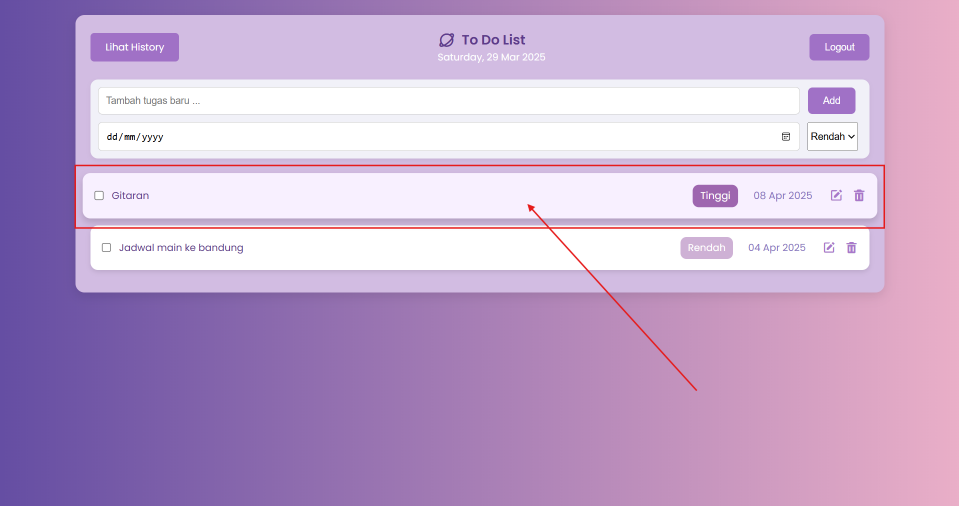 Lihat History
To Do List
Saturday, 29 Mar 2025
Logout
Tambah tugas baru ...
Add
dd/mm/yyyy
Rendah
Gitaran Tinggi 08 Apr 2025
Jadwal main ke bandung Rendah 04 Apr 2025